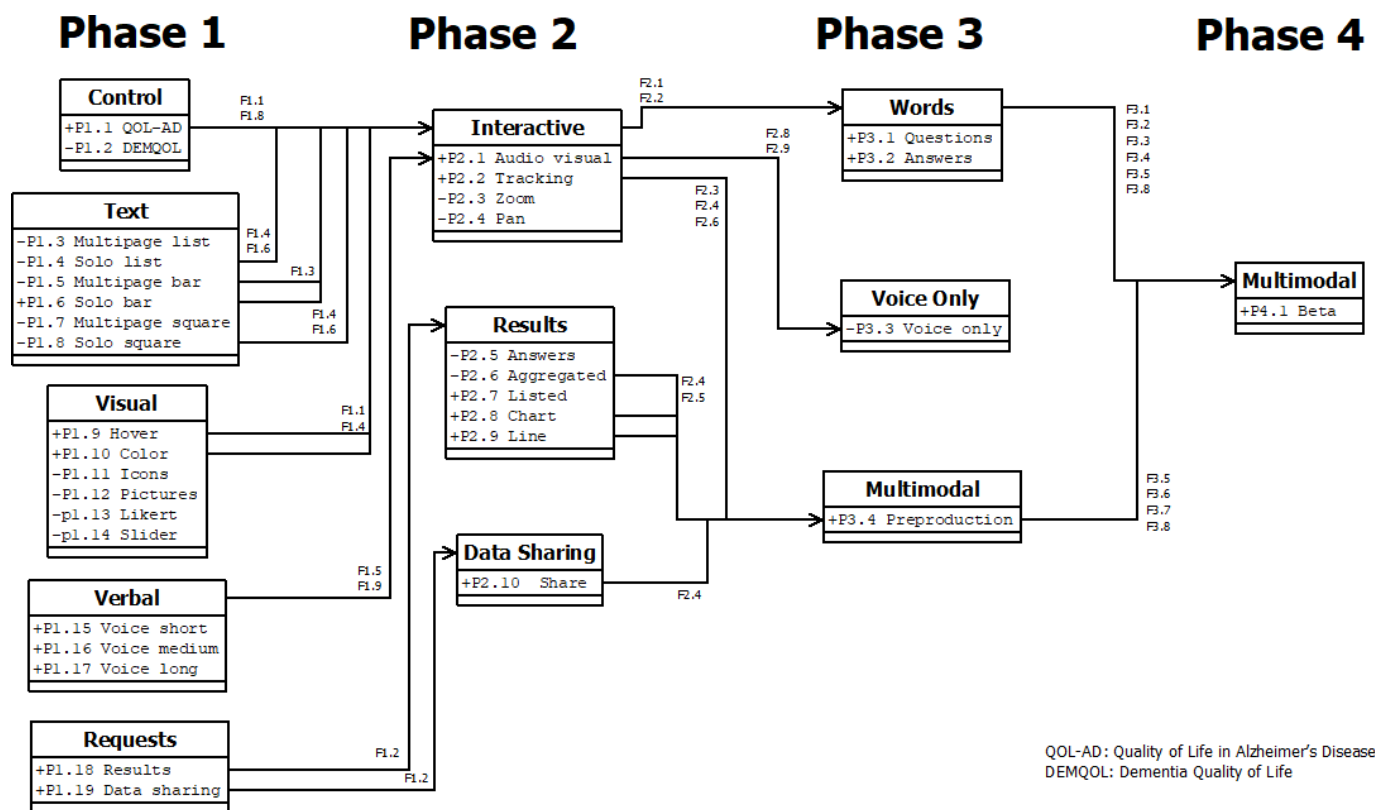 Phase 1
Phase 2
Phase 3
Phase 4
Control
+P1.1 QOL-AD
-P1.2 DEMQOL
F1.1
F1.8
Text
-P1.3 Multipage list
-P1.4 Solo list
-P1.5 Multipage bar
+P1.6 Solo bar
-P1.7 Multipage square
-P1.8 Solo square
F1.4
F1.6
F1.3
F1.4
F1.6
Visual
+P1.9 Hover
+P1.10 Color
-P1.11 Icons
-P1.12 Pictures
-p1.13 Likert
-p1.14 Slider
F1.1
F1.4
Verbal
+P1.15 Voice short
+P1.16 Voice medium
+P1.17 Voice long
F1.5
F1.9
Requests
+P1.18 Results
+P1.19 Data sharing
F1.2
F1.2
Interactive
+P2.1 Audio visual
+P2.2 Tracking
-P2.3 Zoom
-P2.4 Pan
F2.1
F2.2
F2.8
F2.9
F2.3
F2.4
F2.6
Results
-P2.5 Answers
-P2.6 Aggregated
+P2.7 Listed
+P2.8 Chart
+P2.9 Line
F2.4
F2.5
Data Sharing
+P2.10 Share
F2.4
Words
+P3.1 Questions
+P3.2 Answers
F3.1
F3.2
F3.3
F3.4
F3.5
F3.8
Voice Only
-P3.3 Voice only
Multimodal
+P3.4 Preproduction
F3.5
F3.6
F3.7
F3.8
Multimodal
+P4.1 Beta
QOL-AD: Quality of Life in Alzheimer's Disease
DEMQOL: Dementia Quality of Life